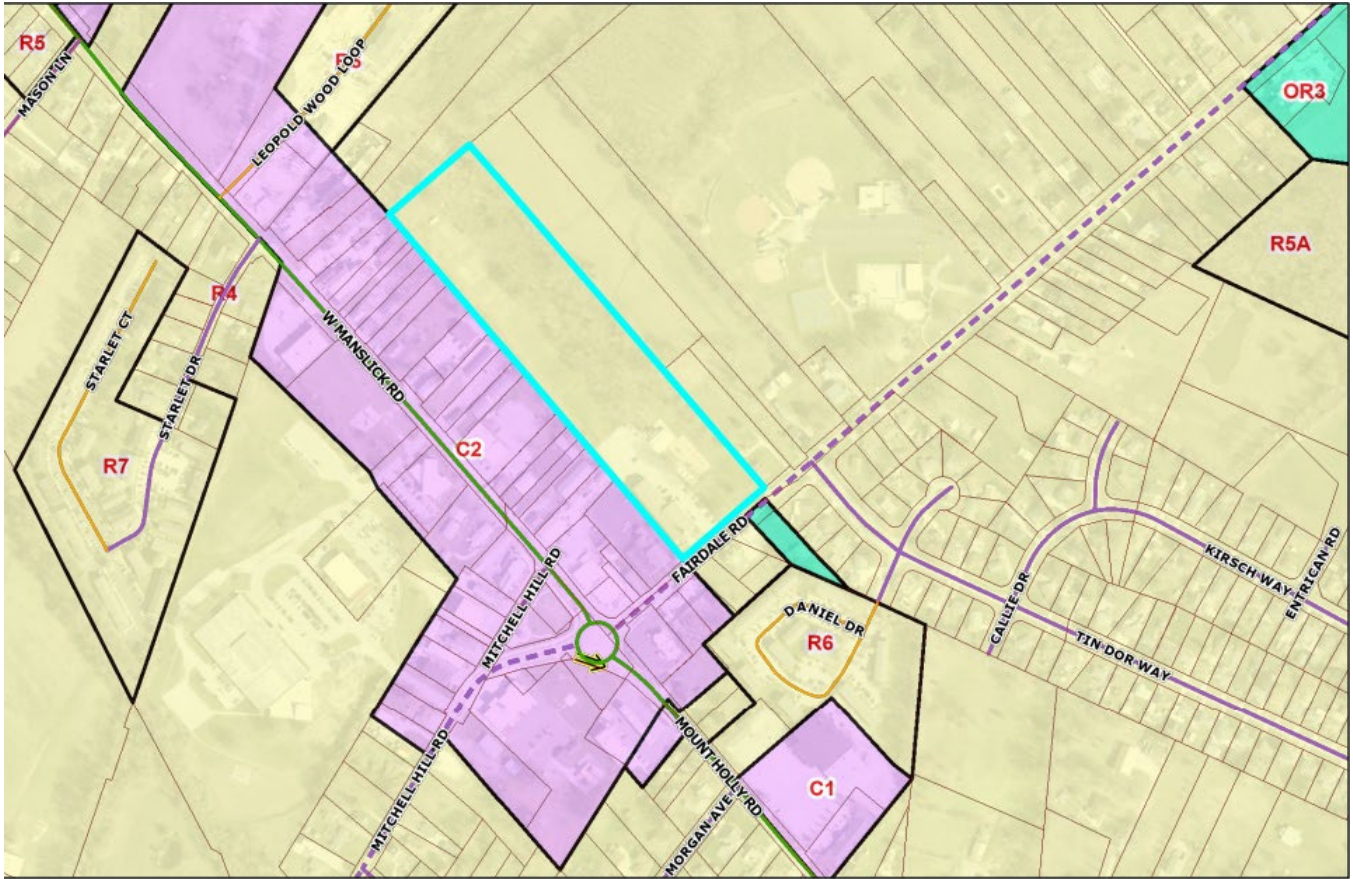 R5
MASON LN
LEOPOLD WOOD LOOP
OR3
R5A
R4
STARLET CT
STARLET DR
W MANSLICK RD
R7
C2
FAIRDALE RD
MITCHELL HILL RD
DANIEL DR
R6
CALLIE DR
KIRSCH WAY
ENTRICAN RD
TIN DOR WAY
MITCHELL HILL RD
MOUNT HOLLY RD
MORGAN AVE
C1